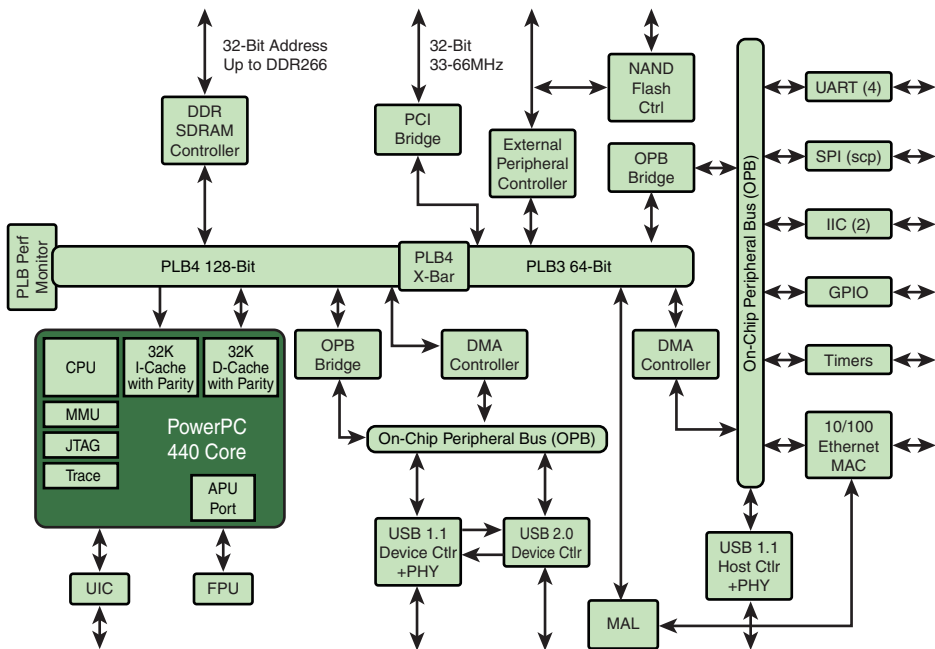 32-Bit Address
Up to DDR266
32-Bit
33-66MHz
NAND
Flash
Ctrl
DDR
SDRAM
Controller
PCI
Bridge
External
Peripheral
Controller
OPB
Bridge
On-Chip Peripheral Bus (OPB)
UART (4)
SPI (scp)
IIC (2)
GPIO
Timers
10/100
Ethernet
MAC
PLB Perf
Monitor
PLB4 128-Bit
PLB4
X-Bar
PLB3 64-Bit
CPU
32K
I-Cache
with Parity
32K
D-Cache
with Parity
MMU
JTAG
Trace
PowerPC
440 Core
APU
Port
OPB
Bridge
DMA
Controller
DMA
Controller
On-Chip Peripheral Bus (OPB)
USB 1.1
Device Ctlr
+PHY
USB 2.0
Device Ctlr
USB 1.1
Host Ctlr
+PHY
UIC
FPU
MAL